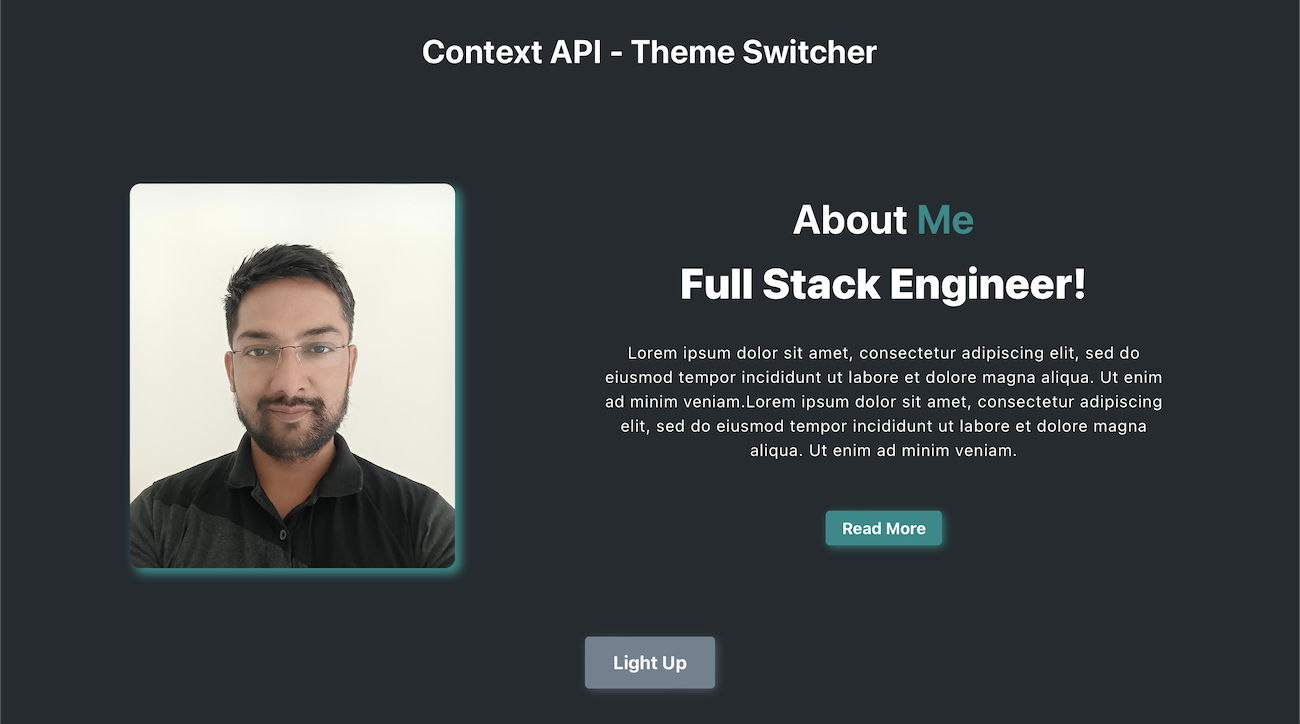 Context API - Theme Switcher
About Me
Full Stack Engineer!
Lorem ipsum dolor sit amet, consectetur adipiscing elit, sed do
eiusmod tempor incididunt ut labore et dolore magna aliqua. Ut enim
ad minim veniam.Lorem ipsum dolor sit amet, consectetur adipiscing
elit, sed do eiusmod tempor incididunt ut labore et dolore magna
aliqua. Ut enim ad minim veniam.
Read More
Light Up